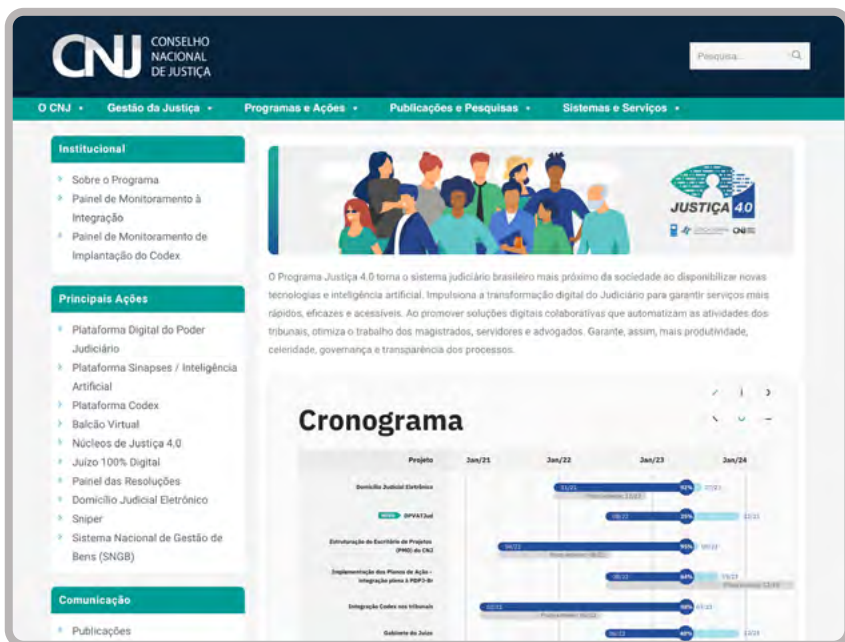 CNJ
CONSELHO
NACIONAL
DE JUSTIÇA
Pesquisa...
O CNJ
Gestão da Justiça
Programas e Ações
Publicações e Pesquisas
Sistemas e Serviços
Institucional
Sobre o Programa
Painel de Monitoramento à
Integração
Painel de Monitoramento de
Implantação do Codex
Principais Ações
Plataforma Digital do Poder
Judiciário
Plataforma Sinapses / Inteligência
Artificial
Plataforma Codex
Balcão Virtual
Núcleos de Justiça 4.0
Juízo 100% Digital
Painel das Resoluções
Domicílio Judicial Eletrônico
Sniper
Sistema Nacional de Gestão de
Bens (SNGB)
Comunicação
Publicações
JUSTIÇA 4.0
CNJ
O Programa Justiça 4.0 torna o sistema judiciário brasileiro mais próximo da sociedade ao disponibilizar novas
tecnologias e inteligência artificial. Impulsiona a transformação digital do Judiciário para garantir serviços mais
rápidos, eficazes e acessíveis. Ao promover soluções digitais colaborativas que automatizam as atividades dos
tribunais, otimiza o trabalho dos magistrados, servidores e advogados. Garante, assim, mais produtividade,
celeridade, governança e transparência dos processos.
Cronograma
Projeto Jan/21 Jan/22 Jan/23 Jan/24
Domicílio Judicial Eletrônico
DPVATJud
Estruturação do Escritório de Projetos
(PMO) do CNJ
Implementação dos Planos de Ação -
integração plena à PDPJ-Br
Integração Codex nos tribunais
Gabinete do Juízo